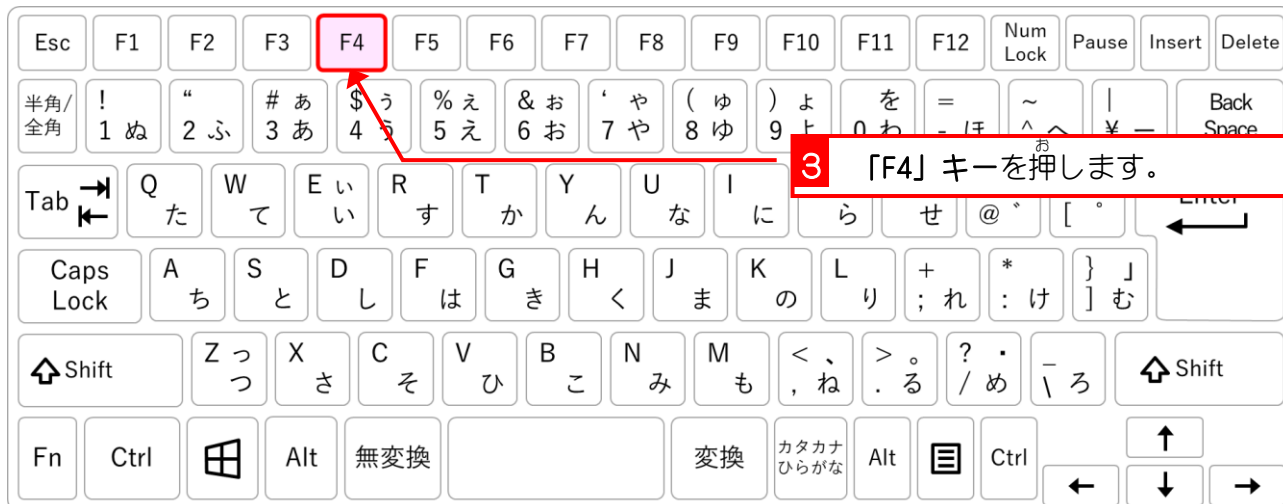 Esc F1 F2 F3 F4 F5 F6 F7 F8 F9 F10 F11 F12 Num Lock Pause Insert Delete
半角/全角 ! 1 ぬ “ 2 ふ # ぁ 3 あ $ ぅ 4 う % ぇ 5 え & ぉ 6 お ‘ ゃ 7 や ( ゅ 8 ゆ ) ょ 9 よ を 0 わ = - ほ ~ ^ へ | ¥ ー Back Space
3 「F4」キーを押します。
お
Tab Q た W て E ぃ い R す T か Y ん U な I に ら せ @ ゛ [ ゜ Enter
Caps Lock A ち S と D し F は G き H く J ま K の L り + ; れ * : け } 」 ] む
Shift Z っ つ X さ C そ V ひ B こ N み M も < 、 , ね > 。 . る ? ・ / め _ \ ろ Shift
Fn Ctrl Alt 無変換 変換 カタカナ ひらがな Alt Ctrl ↑
← ↓ →